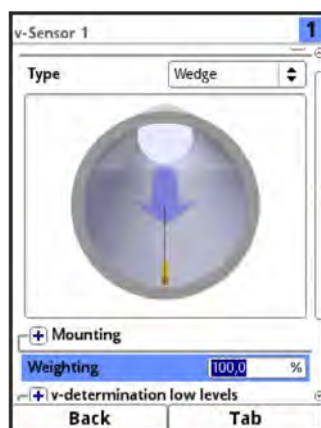 v-Sensor 1 1
Type Wedge
Mounting
Weighting 100,0 %
v-determination low levels
Back Tab